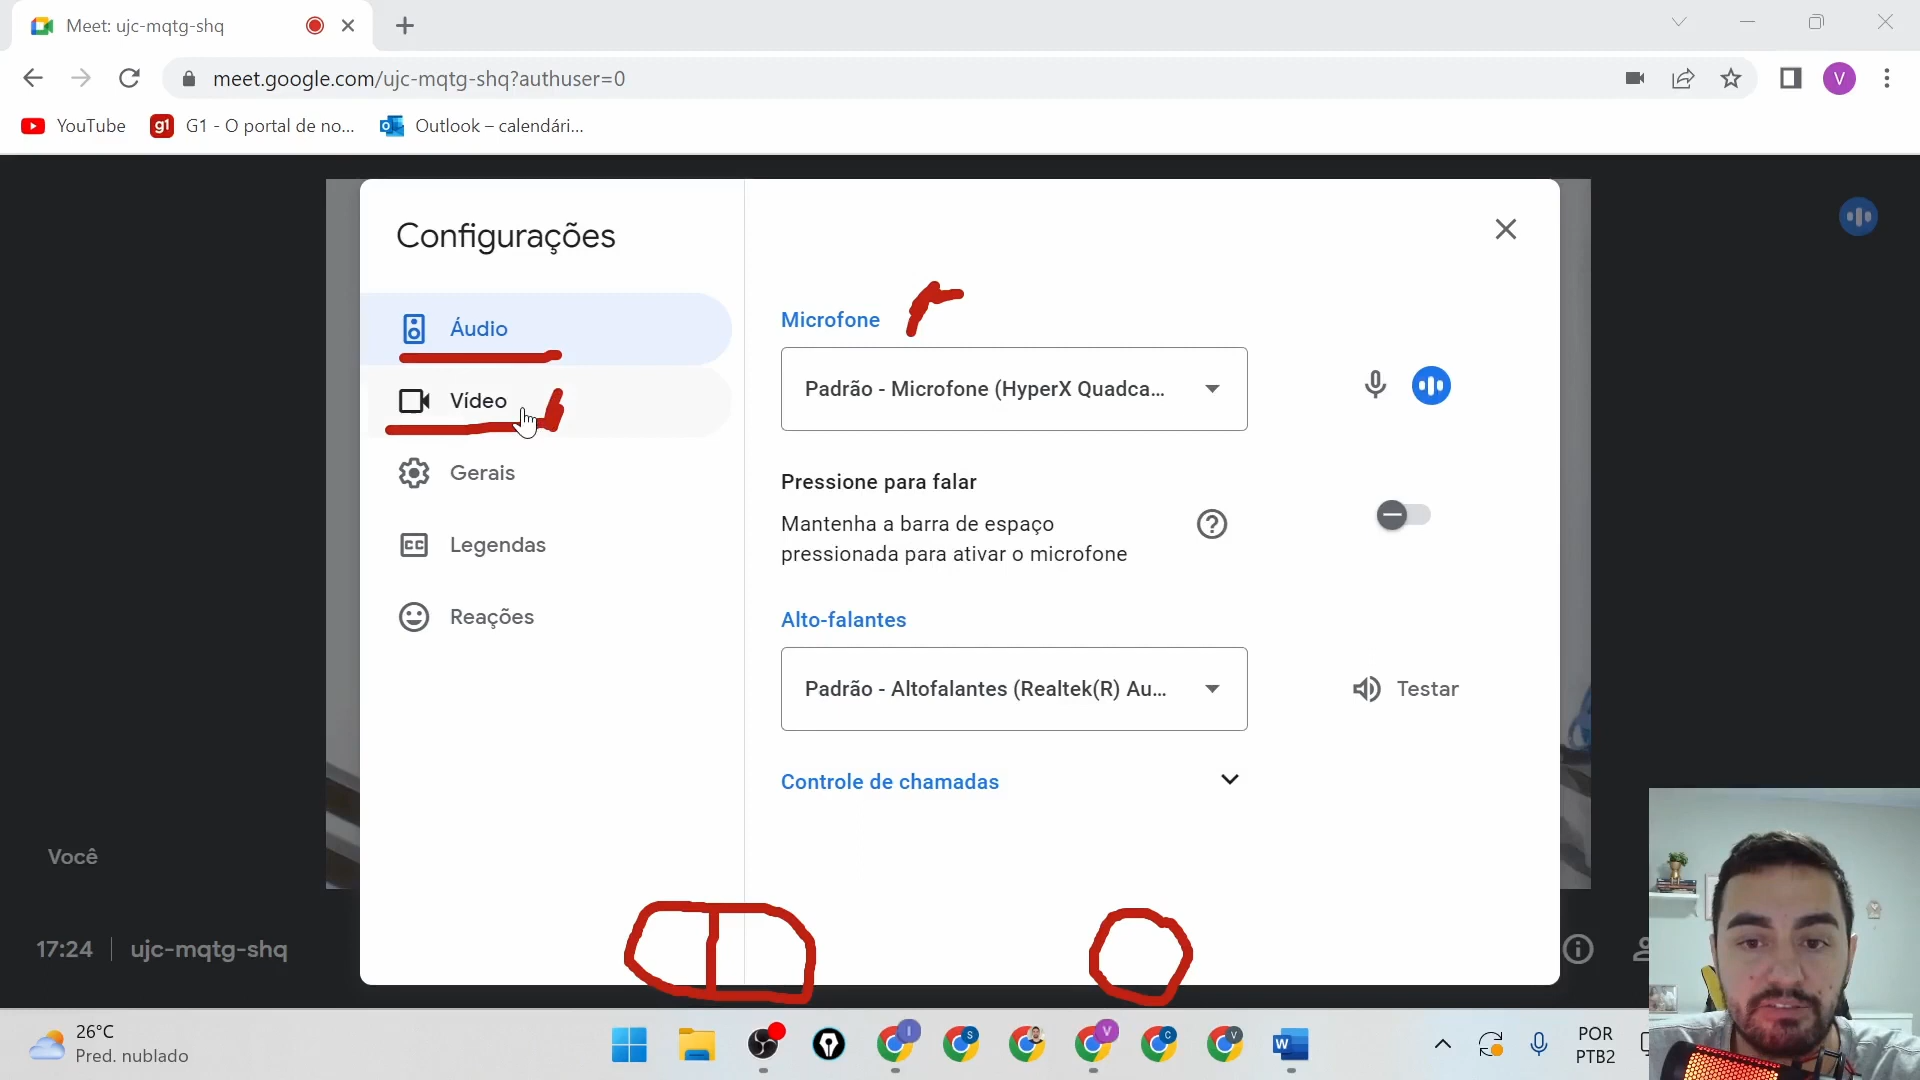 Meet: ujc-mqtg-shq
meet.google.com/ujc-mqtg-shq?authuser=0
V
YouTube
g1
G1 - O portal de no...
Outlook – calendári...
Configurações
Áudio
Vídeo
Gerais
CC
Legendas
Reações
Microfone
Padrão - Microfone (HyperX Quadca...
Pressione para falar
Mantenha a barra de espaço
pressionada para ativar o microfone
Alto-falantes
Padrão - Altofalantes (Realtek(R) Au...
Testar
Controle de chamadas
Você
17:24
ujc-mqtg-shq
26°C
Pred. nublado
I
S
V
C
V
W
POR
PTB2